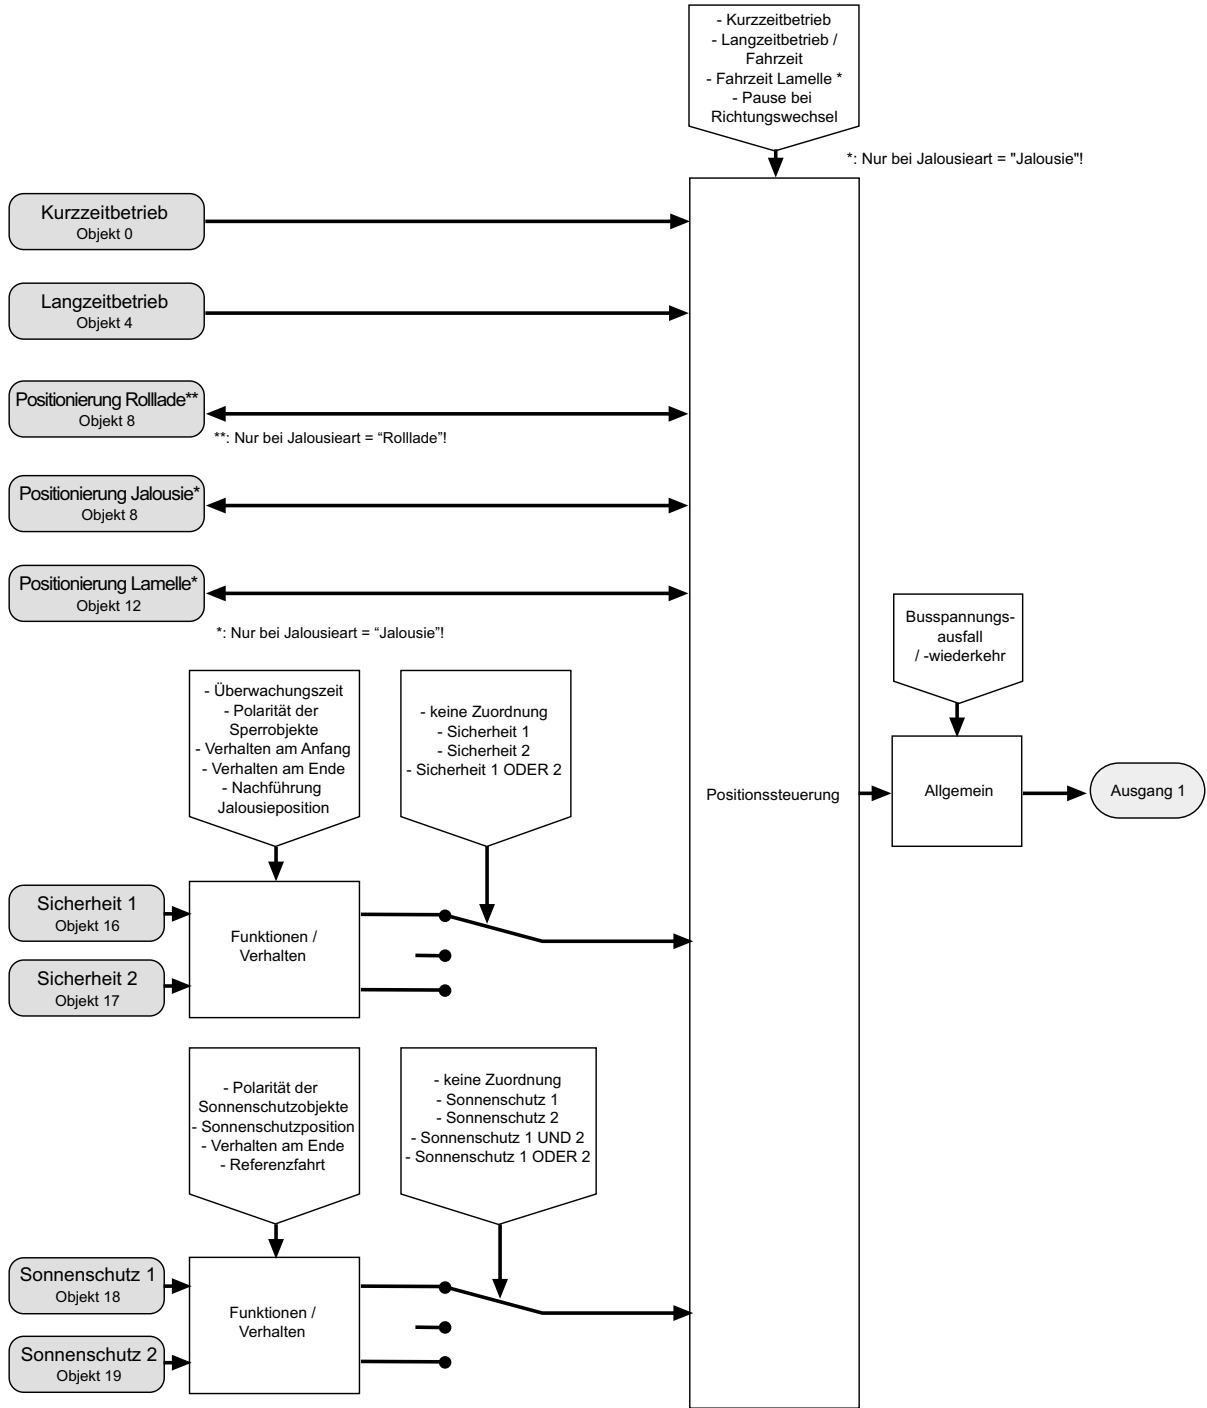 - Kurzzeitbetrieb
- Langzeitbetrieb /
Fahrzeit
- Fahrzeit Lamelle *
- Pause bei
Richtungswechsel
*: Nur bei Jalousieart = "Jalousie"!
Kurzzeitbetrieb
Objekt 0
Langzeitbetrieb
Objekt 4
Positionierung Rolllade**
Objekt 8
**: Nur bei Jalousieart = “Rolllade”!
Positionierung Jalousie*
Objekt 8
Positionierung Lamelle*
Objekt 12
*: Nur bei Jalousieart = “Jalousie”!
Busspannungs-
ausfall
/ -wiederkehr
- Überwachungszeit
- Polarität der
Sperrobjekte
- Verhalten am Anfang
- Verhalten am Ende
- Nachführung
Jalousieposition
- keine Zuordnung
- Sicherheit 1
- Sicherheit 2
- Sicherheit 1 ODER 2
Positionssteuerung
Allgemein
Ausgang 1
Sicherheit 1
Objekt 16
Funktionen /
Verhalten
Sicherheit 2
Objekt 17
- Polarität der
Sonnenschutzobjekte
- Sonnenschutzposition
- Verhalten am Ende
- Referenzfahrt
- keine Zuordnung
- Sonnenschutz 1
- Sonnenschutz 2
- Sonnenschutz 1 UND 2
- Sonnenschutz 1 ODER 2
Sonnenschutz 1
Objekt 18
Funktionen /
Verhalten
Sonnenschutz 2
Objekt 19